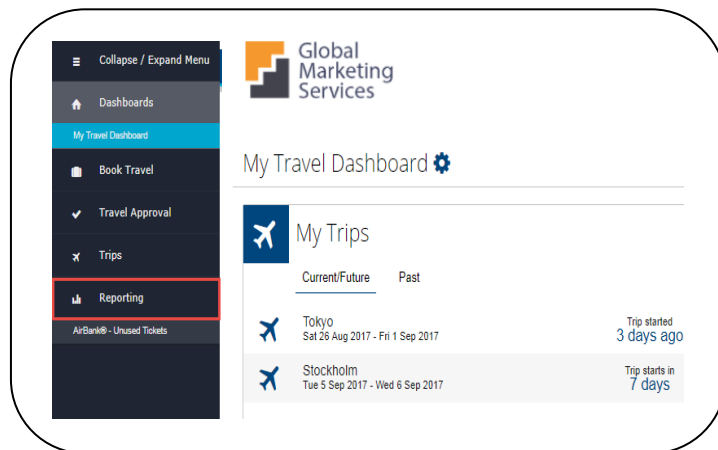 Collapse / Expand Menu
Dashboards
My Travel Dashboard
Book Travel
Travel Approval
Trips
Reporting
AirBank® - Unused Tickets
Global
Marketing
Services
My Travel Dashboard
My Trips
Current/Future Past
Tokyo
Sat 26 Aug 2017 - Fri 1 Sep 2017
Trip started
3 days ago
Stockholm
Tue 5 Sep 2017 - Wed 6 Sep 2017
Trip starts in
7 days